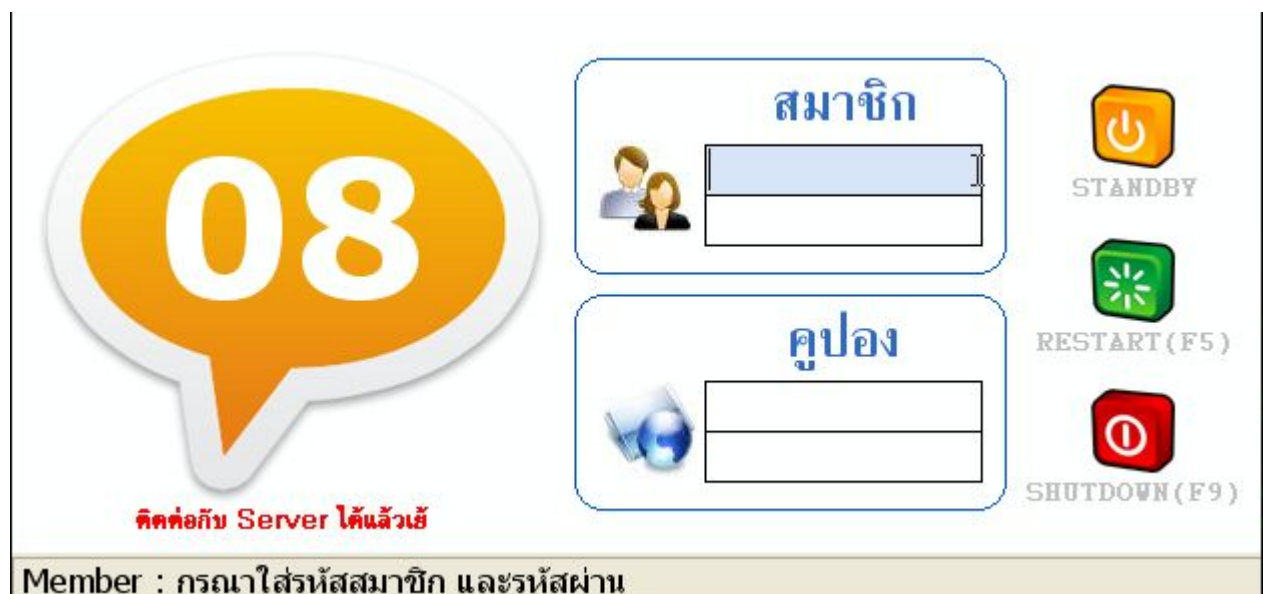 08
ติดต่อกับ Server ได้แล้วเย้
สมาชิก
คูปอง
STANDBY
RESTART(F5)
SHUTDOWN(F9)
Member : กรุณาใส่รหัสสมาชิก และรหัสผ่าน